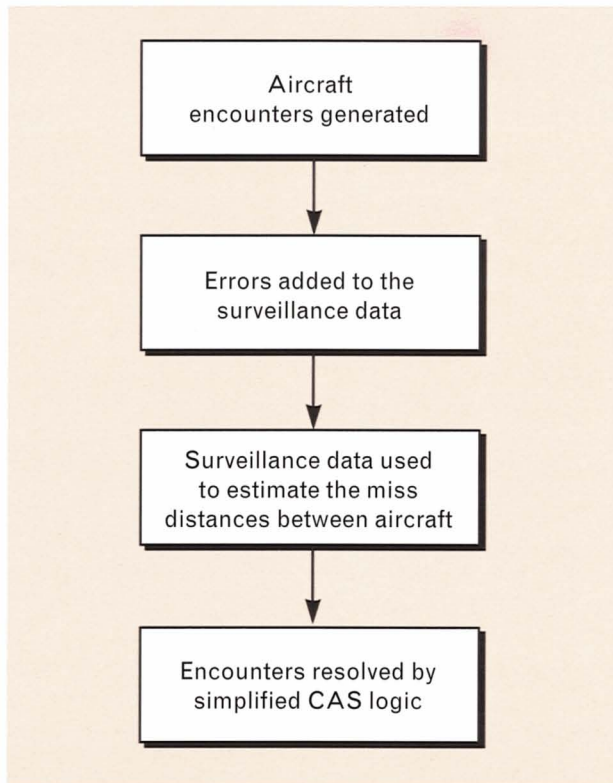 Aircraft
encounters generated
Errors added to the
surveillance data
Surveillance data used
to estimate the miss
distances between aircraft
Encounters resolved by
simplified CAS logic